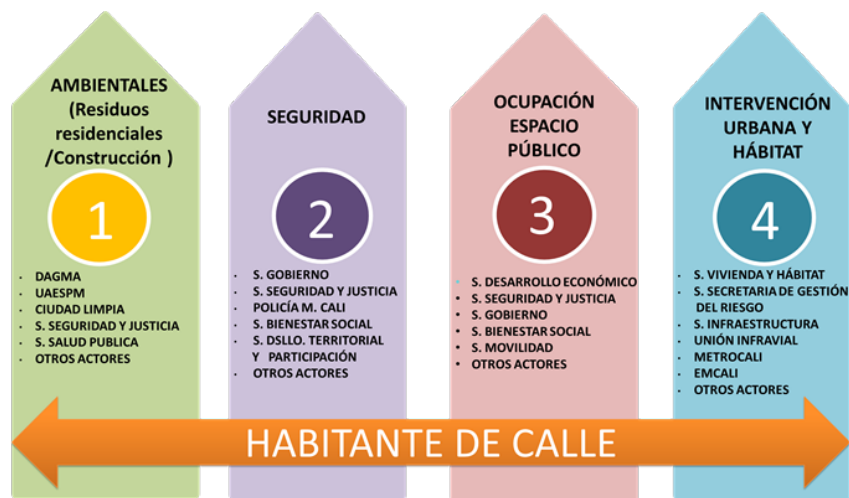 AMBIENTALES
(Residuos
residenciales
/Construcción )
1
· DAGMA
· UAESPM
· CIUDAD LIMPIA
· S. SEGURIDAD Y JUSTICIA
· S. SALUD PUBLICA
· OTROS ACTORES
SEGURIDAD
2
· S. GOBIERNO
· S. SEGURIDAD Y JUSTICIA
POLICÍA M. CALI
· S. BIENESTAR SOCIAL
· S. DSLLO. TERRITORIAL
Y PARTICIPACIÓN
· OTROS ACTORES
OCUPACIÓN
ESPACIO
PÚBLICO
3
• S. DESARROLLO ECONÓMICO
• S. SEGURIDAD Y JUSTICIA
• S. GOBIERNO
• S. BIENESTAR SOCIAL
• S. MOVILIDAD
• OTROS ACTORES
INTERVENCIÓN
URBANA Y
HÁBITAT
4
· S. VIVIENDA Y HÁBITAT
· S. SECRETARIA DE GESTIÓN
DEL RIESGO
· S. INFRAESTRUCTURA
· UNIÓN INFRAVIAL
· METROCALI
· EMCALI
· OTROS ACTORES
HABITANTE DE CALLE